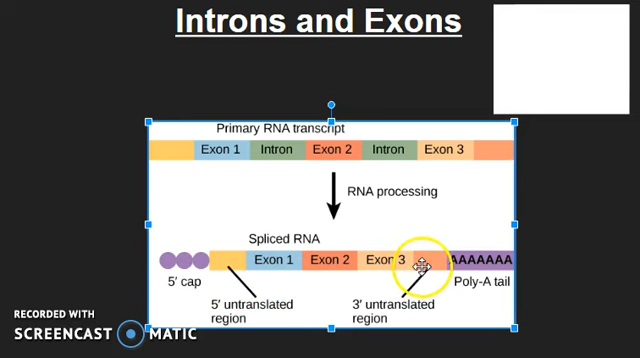 Introns and Exons
Primary RNA transcript
Exon 1 Intron Exon 2 Intron Exon 3
RNA processing
Spliced RNA
Exon 1 Exon 2 Exon 3 AAAAAAA
5′ cap
Poly-A tail
5′ untranslated
region
3′ untranslated
region
RECORDED WITH
SCREENCAST MATIC